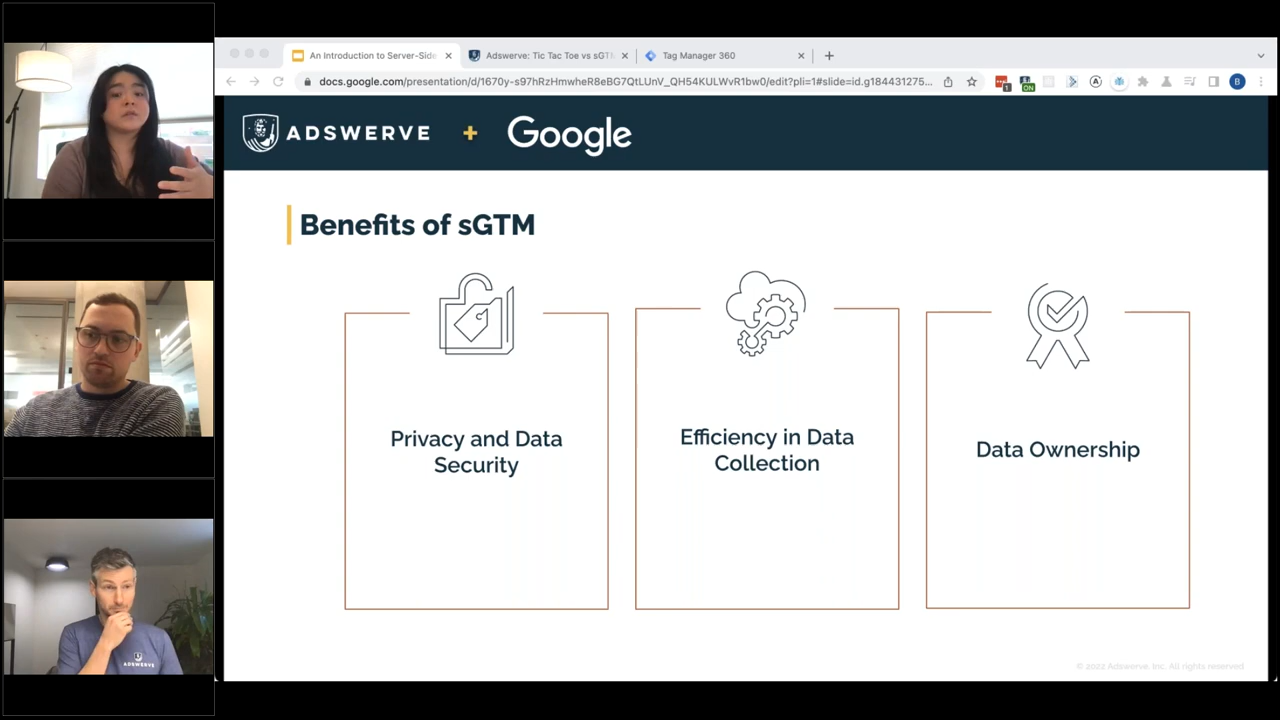 An Introduction to Server-Side
Adswerve: Tic Tac Toe vs sGTM
Tag Manager 360
docs.google.com/presentation/d/1670y-s97hRzHmwheR8eBG7QtLUnV_QH54KULWvR1bw0/edit?pli=1#slide=id.g184431275...
1
ON
A
B
ADSWERVE + Google
Benefits of sGTM
Privacy and Data
Security
Efficiency in Data
Collection
Data Ownership
ADSWERVE
© 2022 Adswerve, Inc. All rights reserved